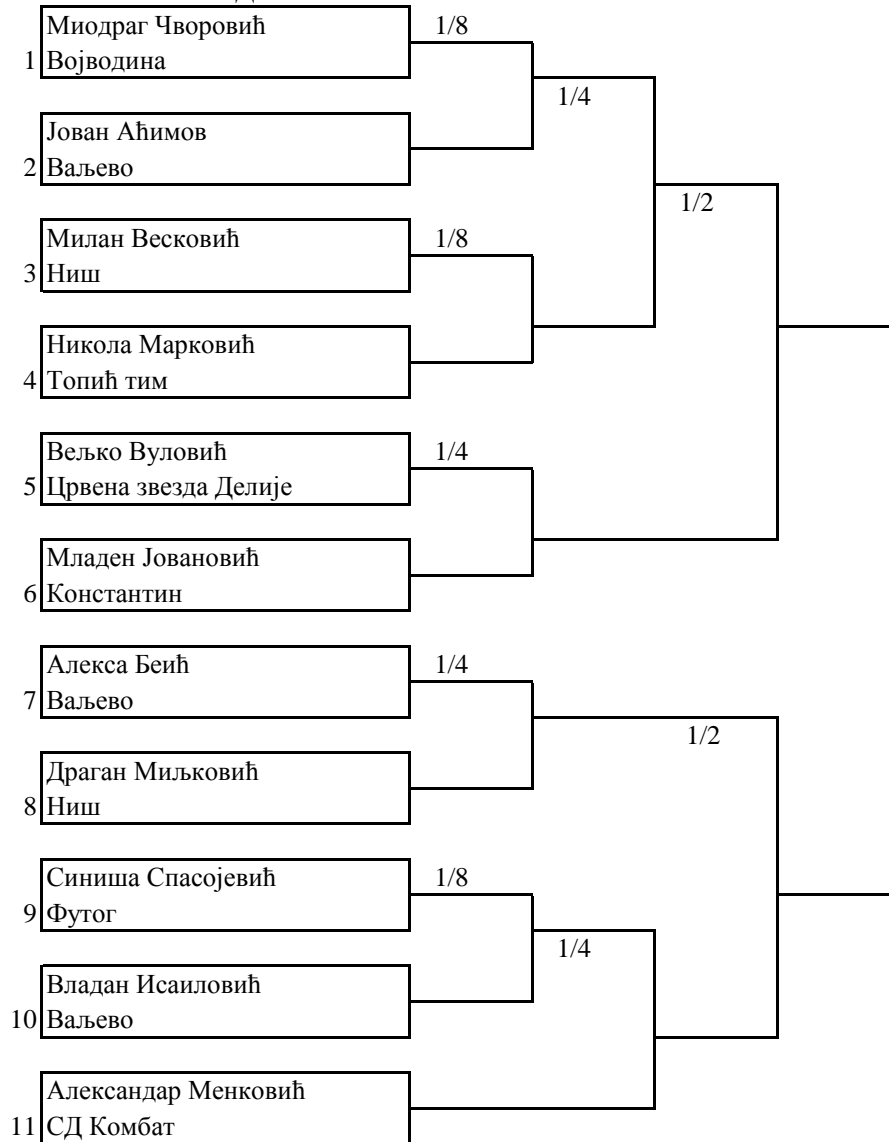 Миодраг Чворовић
1/8
1 Војводина
1/4
Јован Аћимов
2 Ваљево
1/2
Милан Весковић
1/8
3 Ниш
Никола Марковић
4 Топић тим
Вељко Вуловић
1/4
5 Црвена звезда Делије
Младен Јовановић
6 Константин
Алекса Беић
1/4
7 Ваљево
1/2
Драган Миљковић
8 Ниш
Синиша Спасојевић
1/8
9 Футог
1/4
Владан Исаиловић
10 Ваљево
Александар Менковић
11 СД Комбат